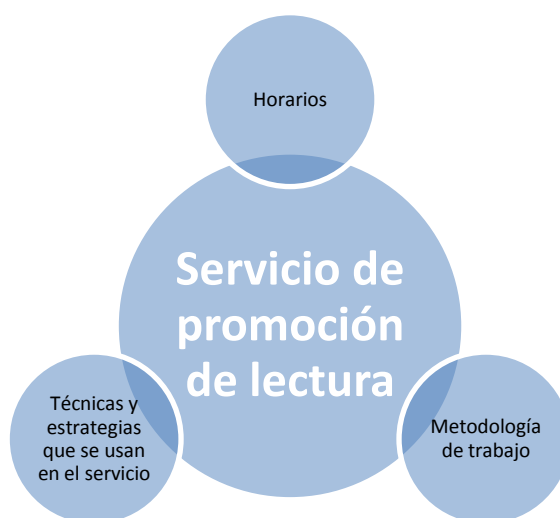 Horarios
Servicio de
promoción
de lectura
Técnicas y
estrategias
que se usan
en el servicio
Metodología
de trabajo